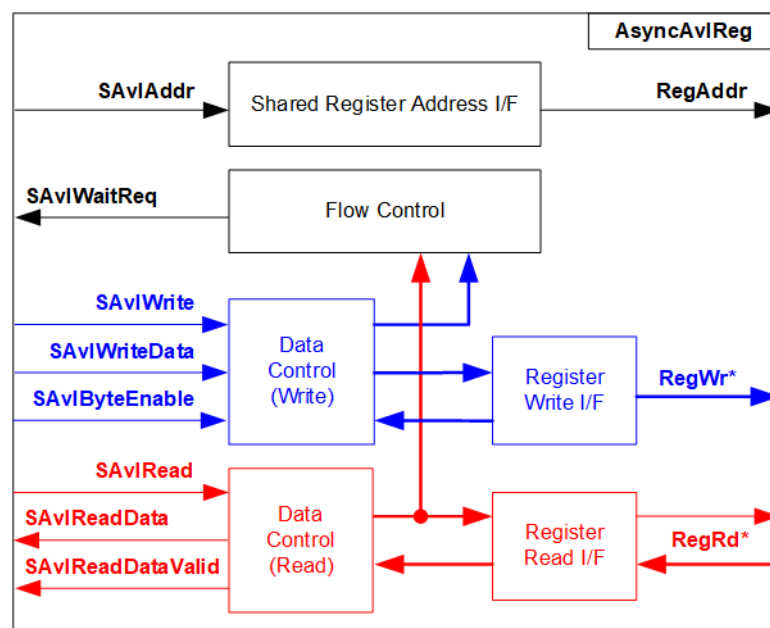 AsyncAvlReg
SAvlAddr
Shared Register Address I/F
RegAddr
SAvlWaitReq
Flow Control
SAvlWrite
SAvlWriteData
SAvlByteEnable
Data
Control
(Write)
Register
Write I/F
RegWr*
SAvlRead
SAvlReadData
SAvlReadDataValid
Data
Control
(Read)
Register
Read I/F
RegRd*